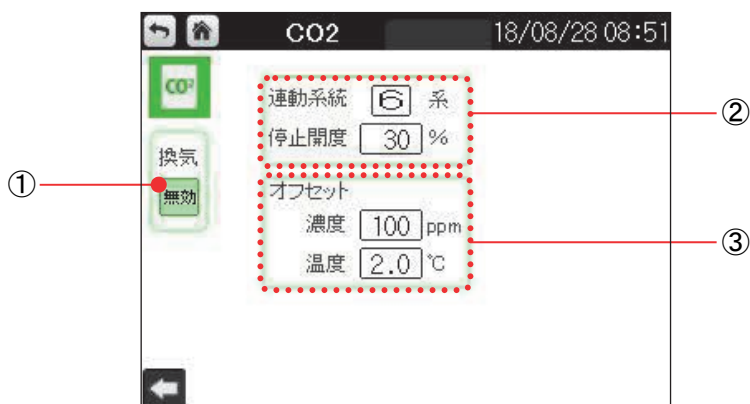 CO2 18/08/28 08:51
CO²
換気
無効
連動系統 6 系
停止開度 30 %
オフセット
濃度 100 ppm
温度 2.0 ℃
①
②
③